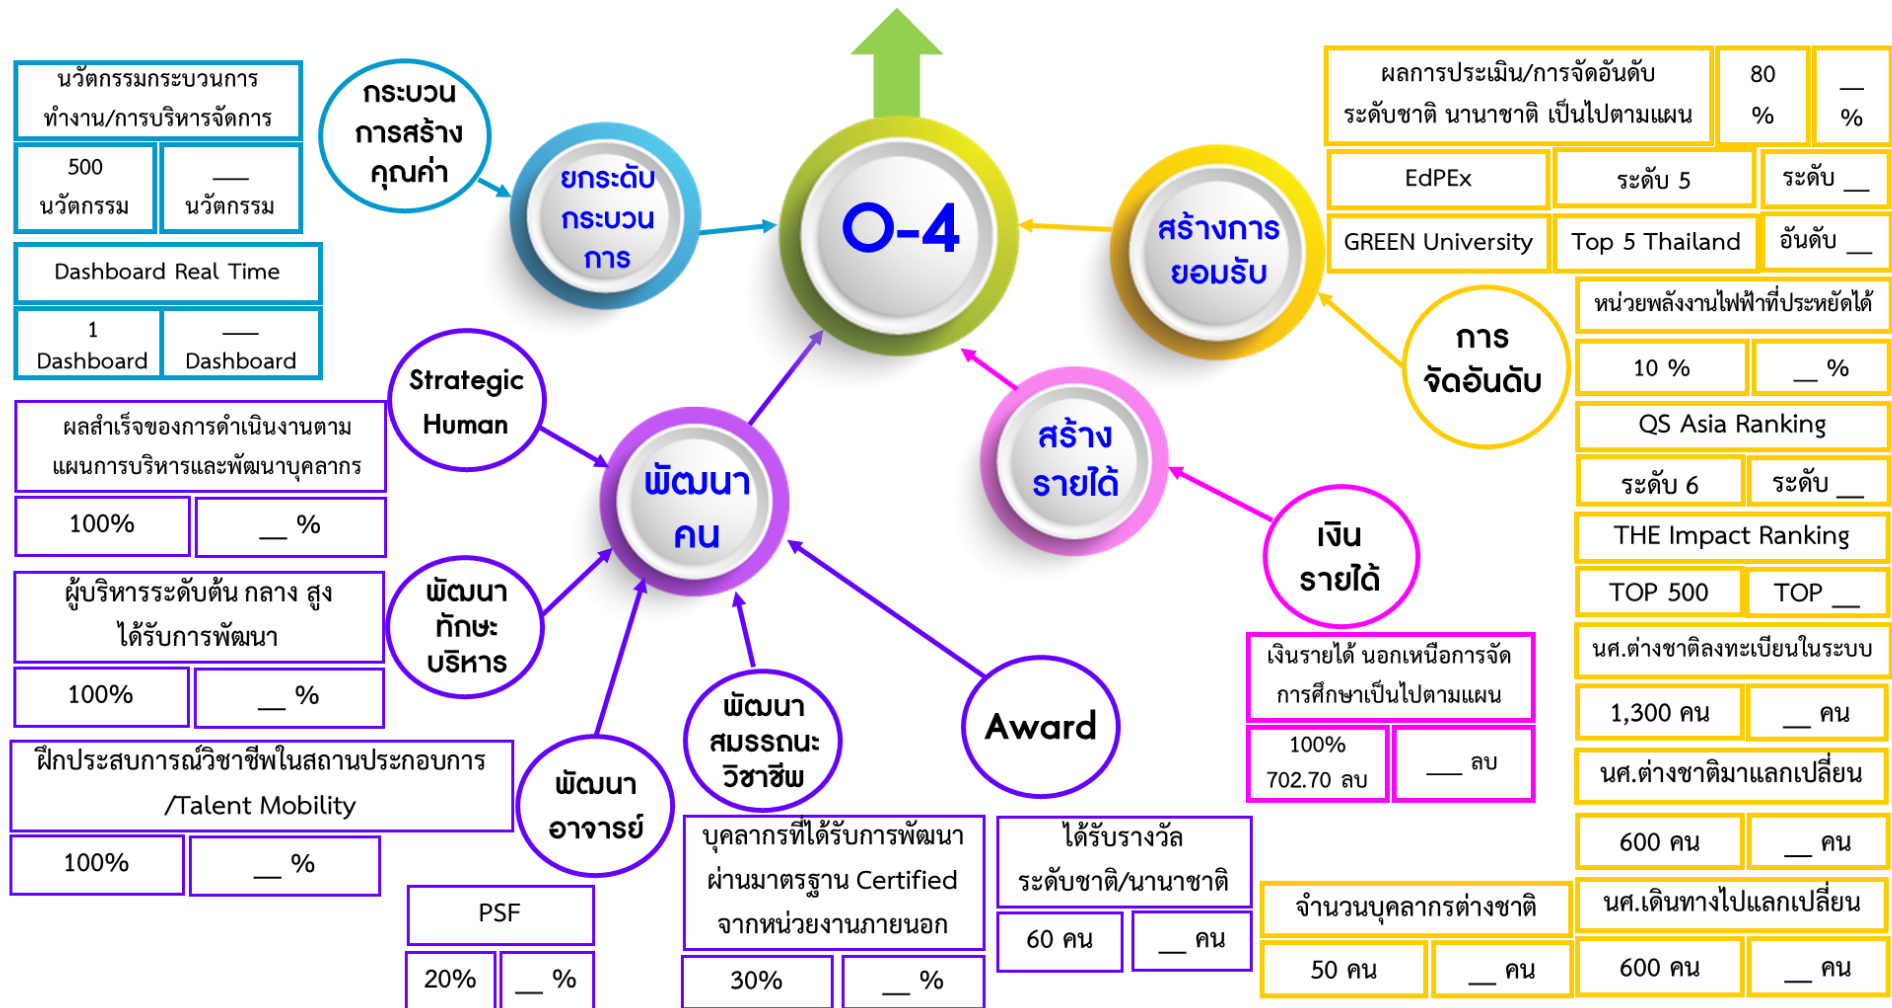 นวัตกรรมกระบวนการ
ทำงาน/การบริหารจัดการ
500
นวัตกรรม
__
นวัตกรรม
Dashboard Real Time
1
Dashboard
__
Dashboard
กระบวน
การสร้าง
คุณค่า
ยกระดับ
กระบวน
การ
O-4
สร้างการ
ยอมรับ
ผลการประเมิน/การจัดอันดับ
ระดับชาติ นานาชาติ เป็นไปตามแผน
80
%
__
%
EdPEx
ระดับ 5
ระดับ __
GREEN University
Top 5 Thailand
อันดับ __
หน่วยพลังงานไฟฟ้าที่ประหยัดได้
10 %
__ %
QS Asia Ranking
ระดับ 6
ระดับ __
THE Impact Ranking
TOP 500
TOP __
นศ.ต่างชาติลงทะเบียนในระบบ
1,300 คน
__ คน
นศ.ต่างชาติมาแลกเปลี่ยน
600 คน
__ คน
นศ.เดินทางไปแลกเปลี่ยน
600 คน
__ คน
จำนวนบุคลากรต่างชาติ
50 คน
__ คน
การ
จัดอันดับ
สร้าง
รายได้
เงิน
รายได้
เงินรายได้ นอกเหนือการจัด
การศึกษาเป็นไปตามแผน
100%
702.70 ลบ
__ ลบ
Strategic
Human
พัฒนา
คน
ผลสำเร็จของการดำเนินงานตาม
แผนการบริหารและพัฒนาบุคลากร
100%
__ %
ผู้บริหารระดับต้น กลาง สูง
ได้รับการพัฒนา
100%
__ %
พัฒนา
ทักษะ
บริหาร
ฝึกประสบการณ์วิชาชีพในสถานประกอบการ
/Talent Mobility
100%
__ %
พัฒนา
อาจารย์
PSF
20%
__ %
พัฒนา
สมรรถนะ
วิชาชีพ
บุคลากรที่ได้รับการพัฒนา
ผ่านมาตรฐาน Certified
จากหน่วยงานภายนอก
30%
__ %
Award
ได้รับรางวัล
ระดับชาติ/นานาชาติ
60 คน
__ คน